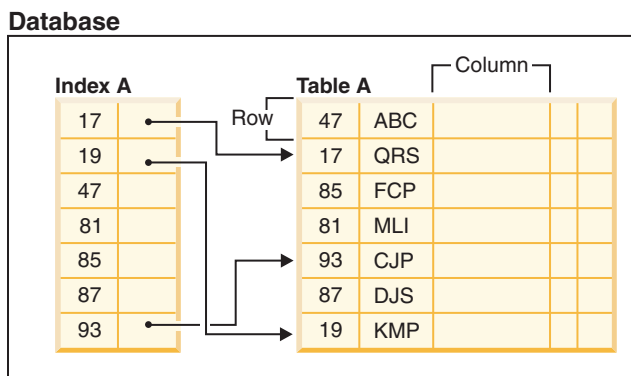 Database
Column
Index A
Table A
Row
17
19
47
81
85
87
93
47 ABC
17 QRS
85 FCP
81 MLI
93 CJP
87 DJS
19 KMP